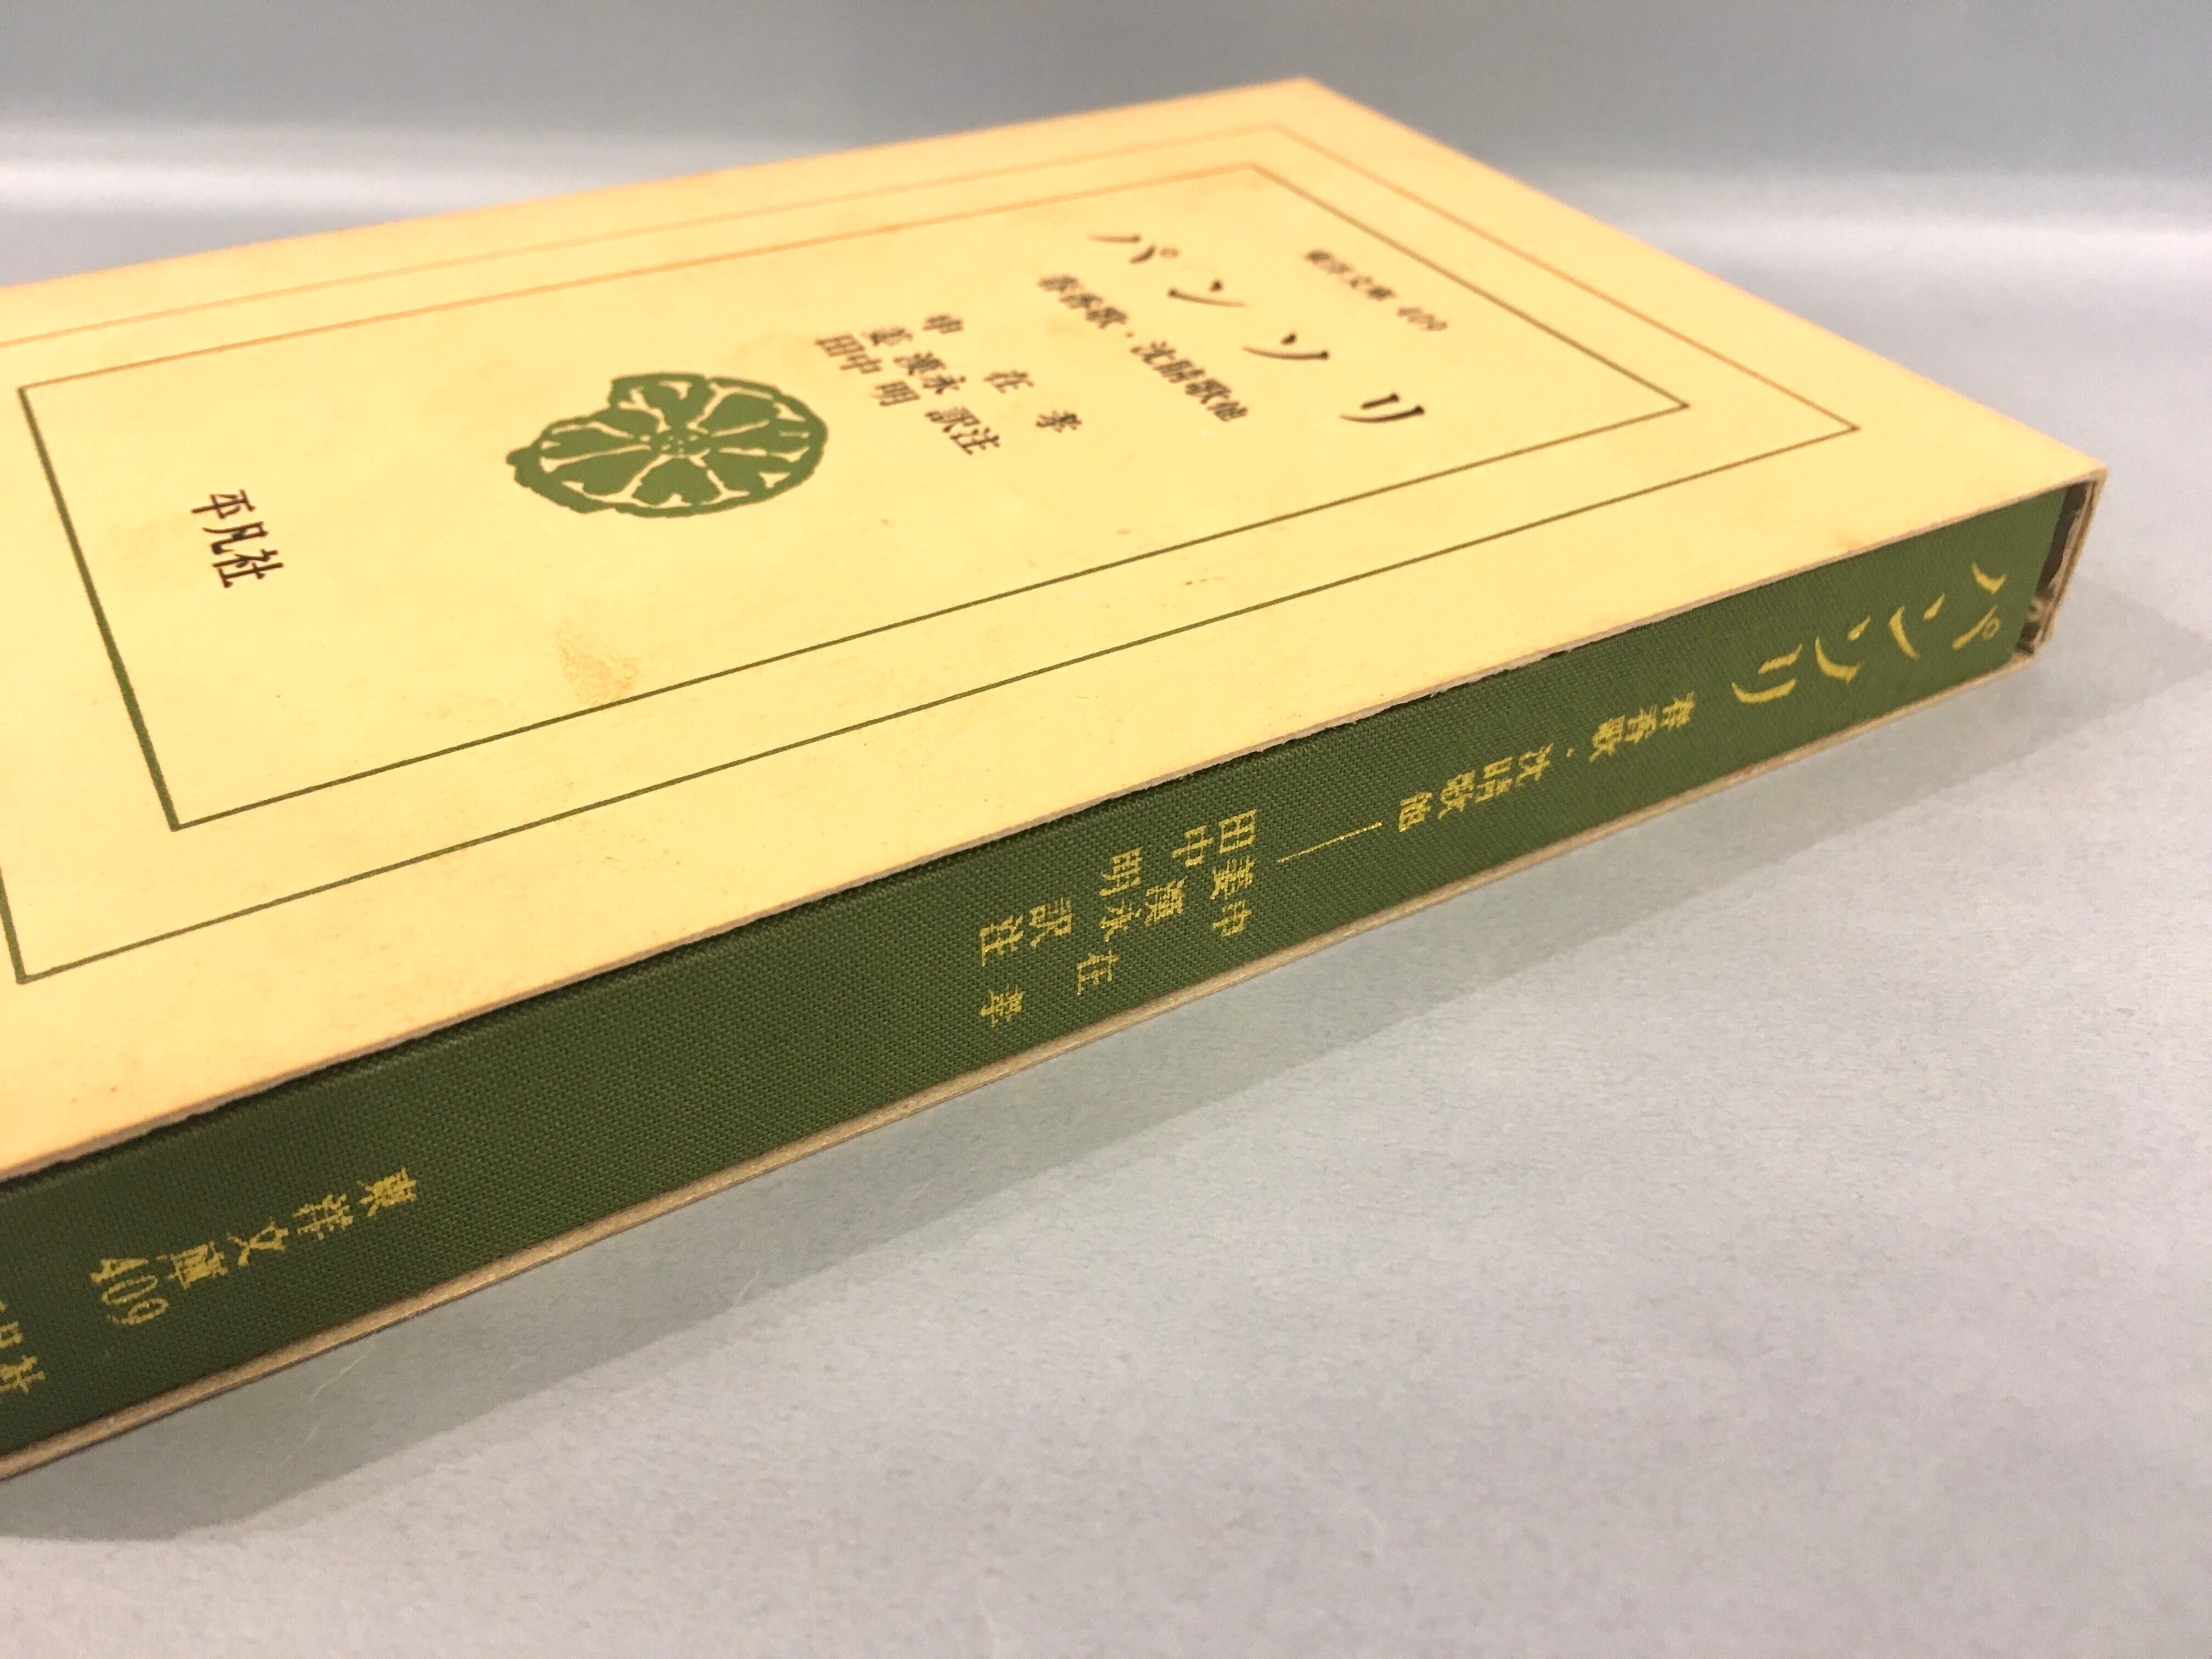 東洋文庫 409
パンソリ
春香歌・沈睛歌他
申在孝
姜漢永
田中明 訳注
平凡社
パンソリ
春香歌・沈睛歌他
申在孝
姜漢永
田中明 訳注
東洋文庫 409
平凡社